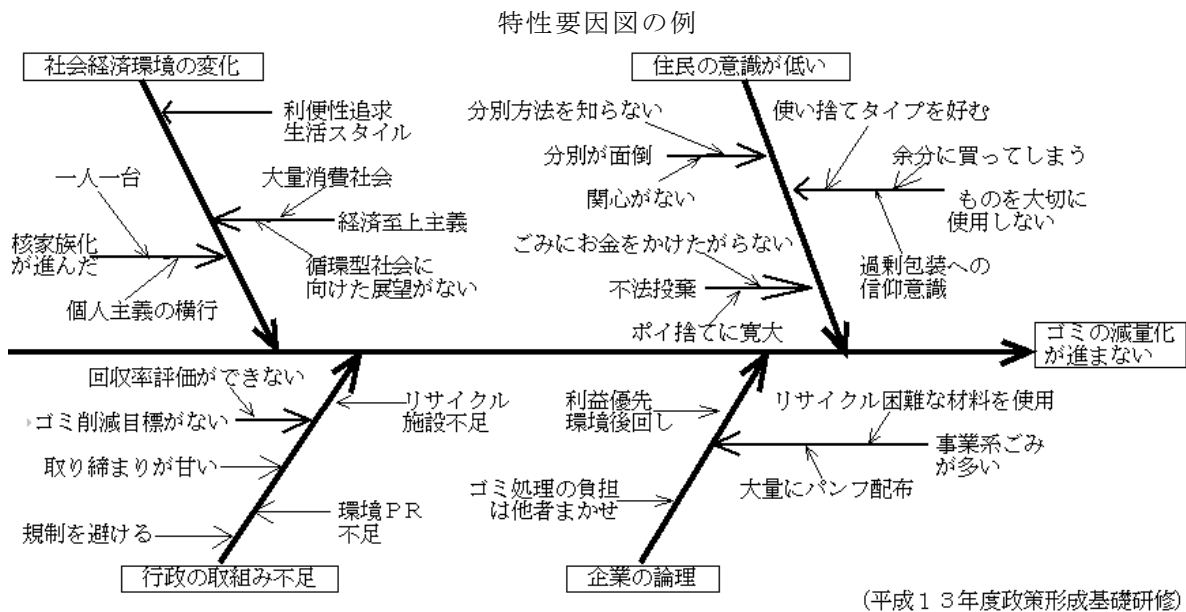 特性要因図の例
社会経済環境の変化
利便性追求
生活スタイル
一人一台
大量消費社会
経済至上主義
核家族化
が進んだ
循環型社会に
向けた展望がない
個人主義の横行
住民の意識が低い
分別方法を知らない
使い捨てタイプを好む
分別が面倒
余分に買ってしまう
関心がない
ものを大切に
使用しない
ごみにお金をかけたがらない
過剰包装への
信仰意識
不法投棄
ポイ捨てに寛大
ゴミの減量化
が進まない
回収率評価ができない
リサイクル
施設不足
ゴミ削減目標がない
取り締まりが甘い
環境ＰＲ
不足
規制を避ける
行政の取組み不足
利益優先
環境後回し
リサイクル困難な材料を使用
事業系ごみ
が多い
大量にパンフ配布
ゴミ処理の負担
は他者まかせ
企業の論理
(平成１３年度政策形成基礎研修)